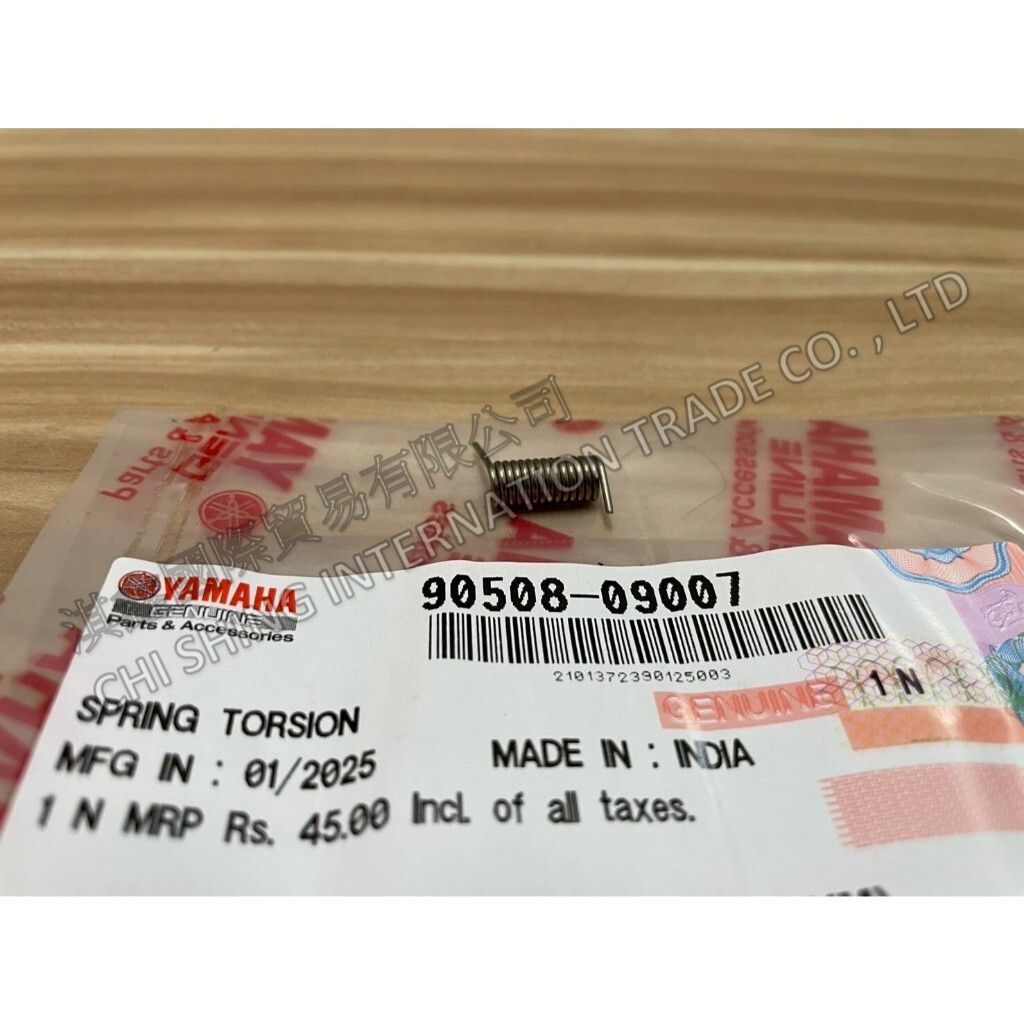 淇國際貿易有限公司
CHI SHING INTERNATION TRADE CO. , LTD
YAMAHA
GENUINE
Parts & Accessories
90508-09007
2101372390125003
GENUINE
1 N
SPRING TORSION
MFG IN : 01/2025
MADE IN : INDIA
1 N MRP Rs. 45.00 Incl. of all taxes.